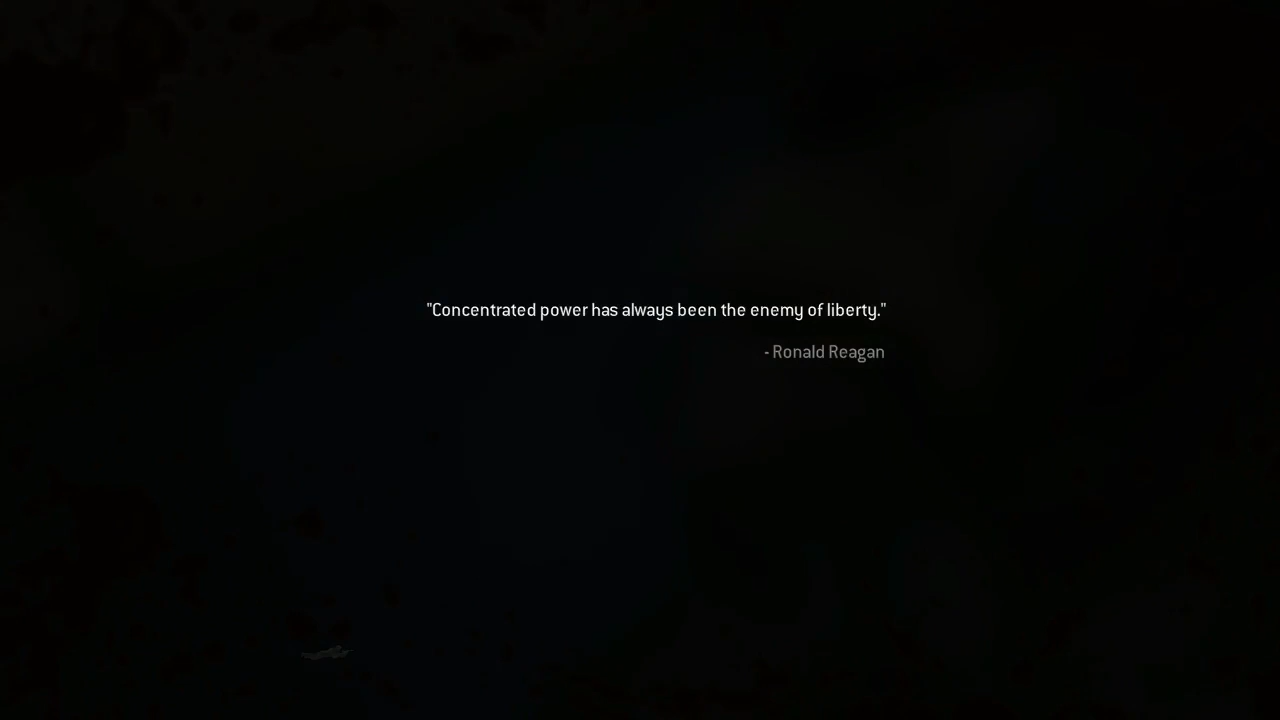 "Concentrated power has always been the enemy of liberty."
- Ronald Reagan